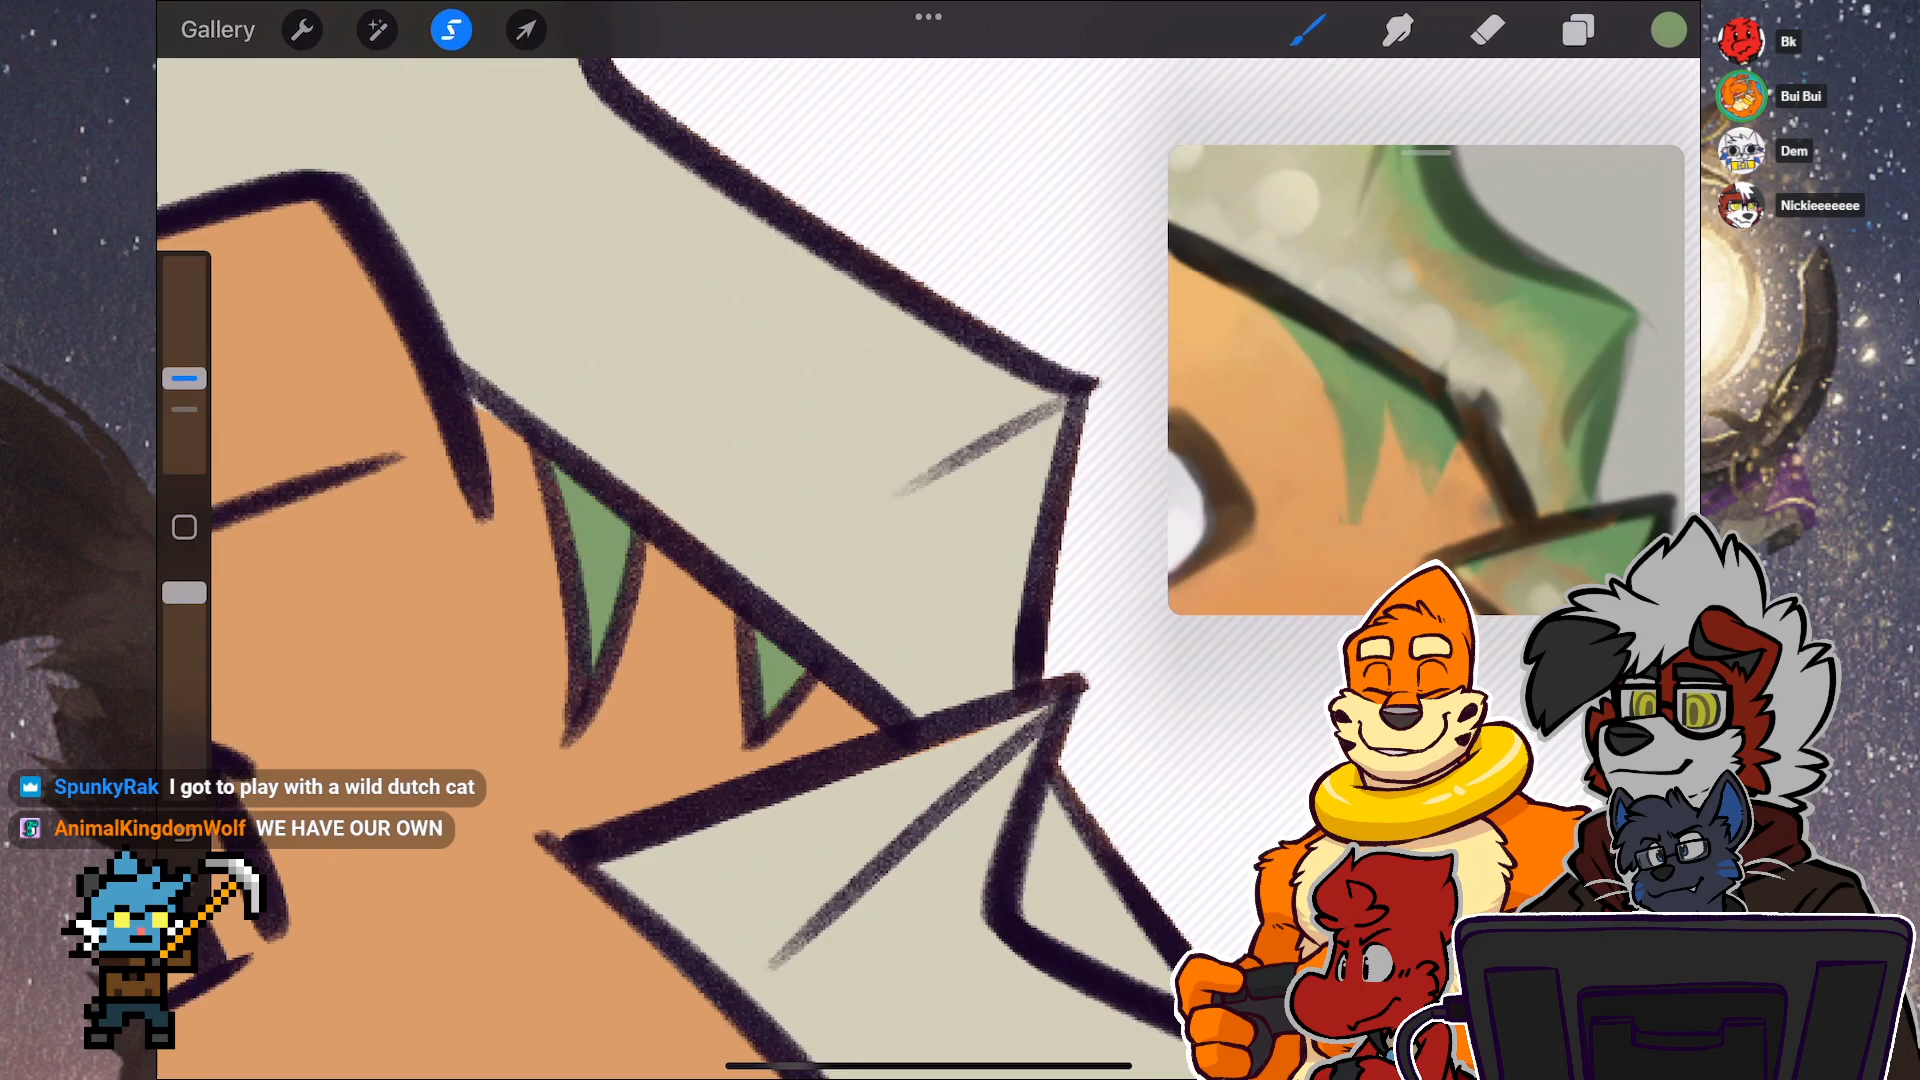 Gallery
Bk
Bui Bui
Dem
Nickieeeeeee
SpunkyRak I got to play with a wild dutch cat
AnimalKingdomWolf WE HAVE OUR OWN